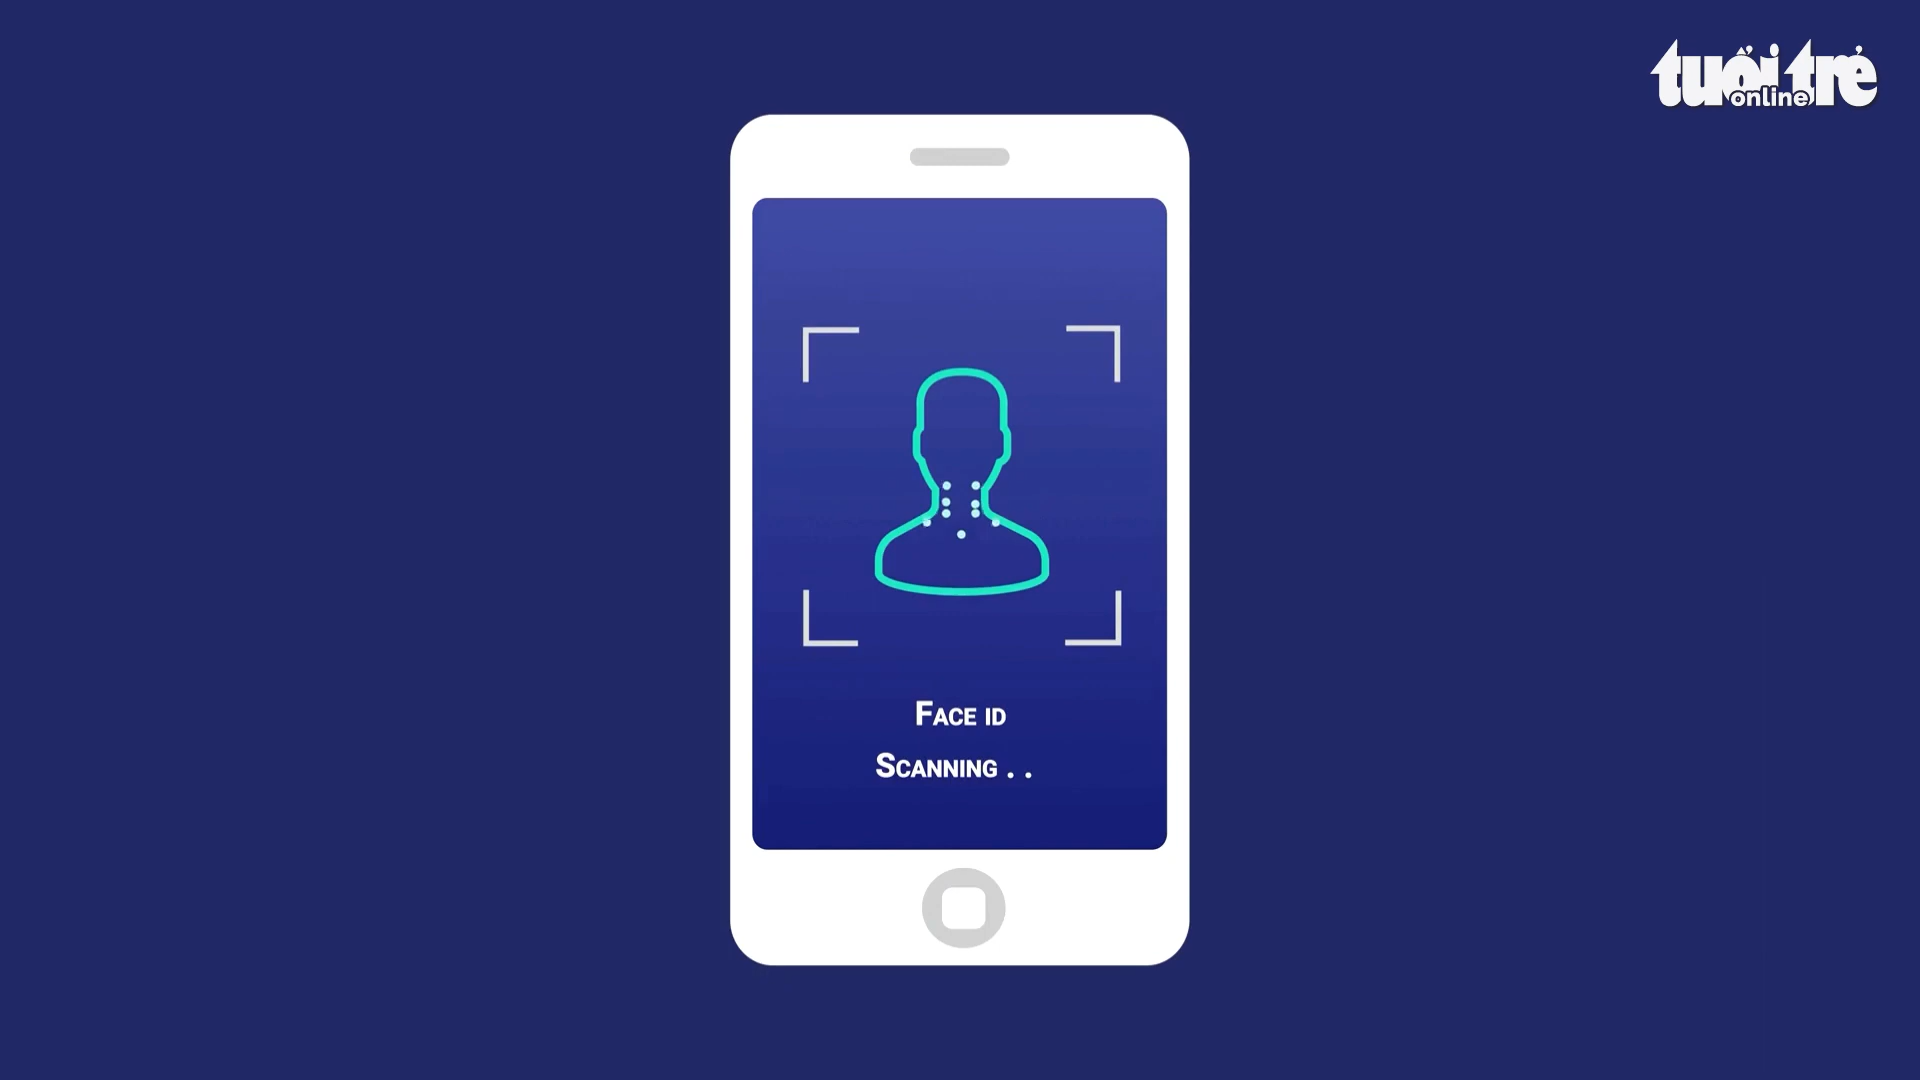 tuổi trẻ
online
FACE ID
SCANNING . .